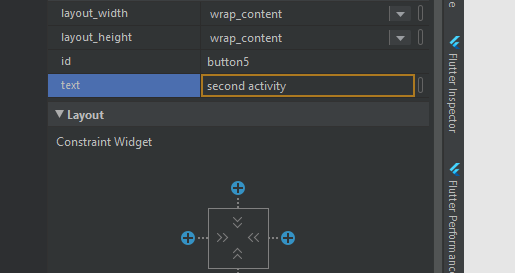 layout_width wrap_content
layout_height wrap_content
id button5
text second activity
Layout
Constraint Widget
Flutter Inspector
Flutter Performance